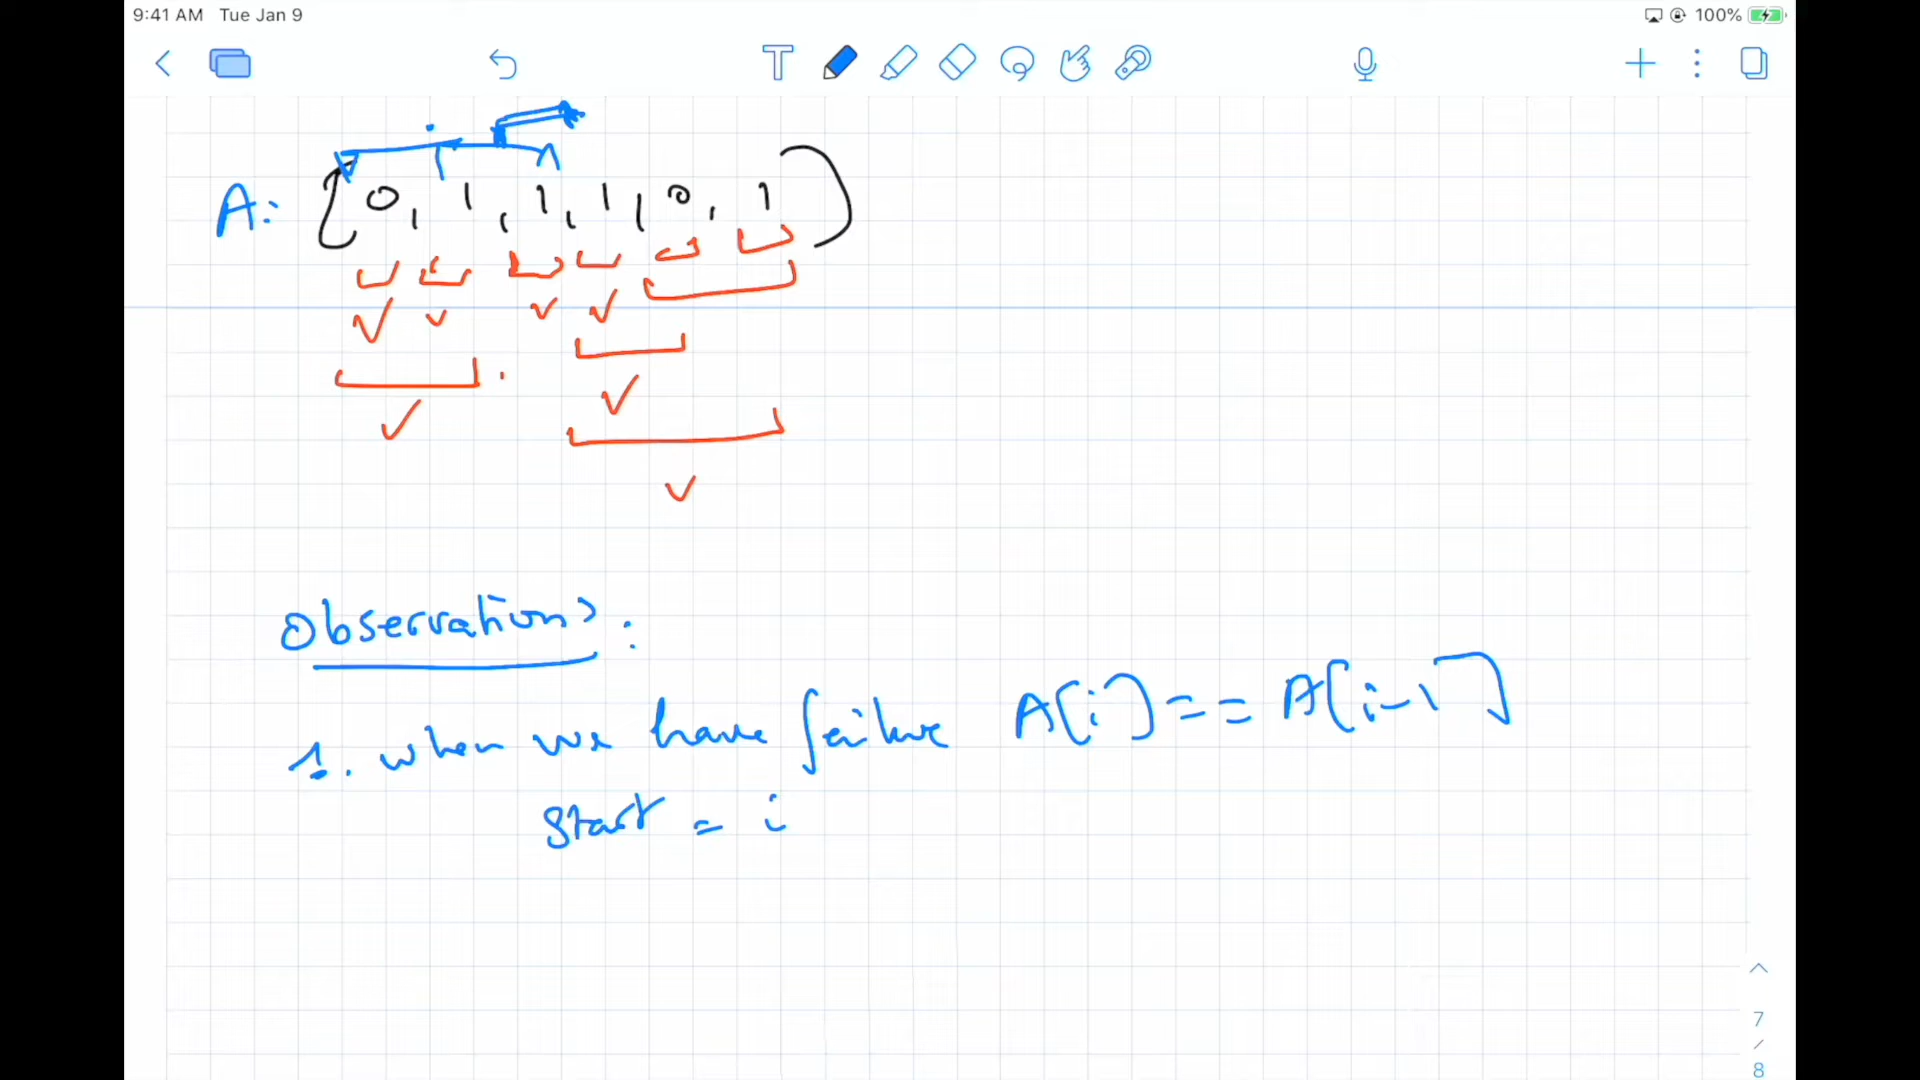 9:41 AM Tue Jan 9
100%
T
A: [0, 1, 1, 1, 0, 1]
Observations:
1. when we have failure A[i] == A[i-1]
start = i
7
/
8